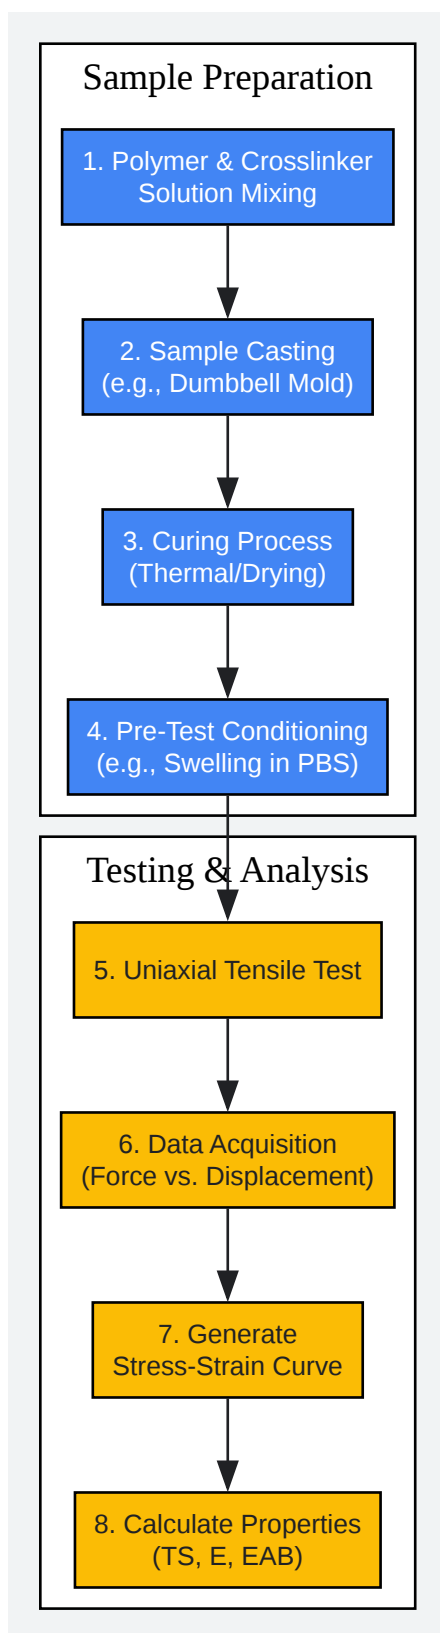 Sample Preparation
1. Polymer & Crosslinker
Solution Mixing
2. Sample Casting
(e.g., Dumbbell Mold)
3. Curing Process
(Thermal/Drying)
4. Pre-Test Conditioning
(e.g., Swelling in PBS)
Testing & Analysis
5. Uniaxial Tensile Test
6. Data Acquisition
(Force vs. Displacement)
7. Generate
Stress-Strain Curve
8. Calculate Properties
(TS, E, EAB)